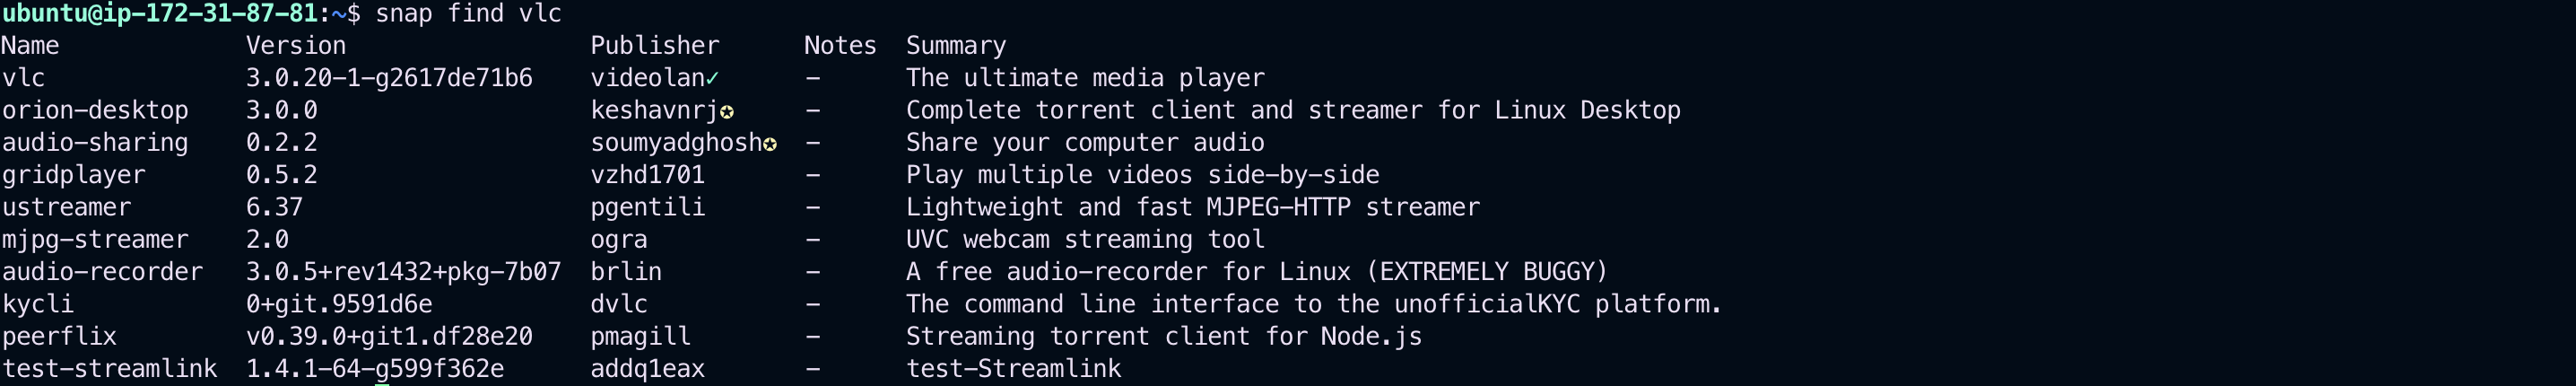 ubuntu@ip-172-31-87-81:~$ snap find vlc
Name             Version                 Publisher      Notes  Summary
vlc              3.0.20-1-g2617de71b6    videolan✓      -      The ultimate media player
orion-desktop    3.0.0                   keshavnrj✪     -      Complete torrent client and streamer for Linux Desktop
audio-sharing    0.2.2                   soumyadghosh✪  -      Share your computer audio
gridplayer       0.5.2                   vzhd1701       -      Play multiple videos side-by-side
ustreamer        6.37                    pgentili       -      Lightweight and fast MJPEG-HTTP streamer
mjpg-streamer    2.0                     ogra           -      UVC webcam streaming tool
audio-recorder   3.0.5+rev1432+pkg-7b07  brlin          -      A free audio-recorder for Linux (EXTREMELY BUGGY)
kycli            0+git.9591d6e           dvlc           -      The command line interface to the unofficialKYC platform.
peerflix         v0.39.0+git1.df28e20    pmagill        -      Streaming torrent client for Node.js
test-streamlink  1.4.1-64-g599f362e      addq1eax       -      test-Streamlink